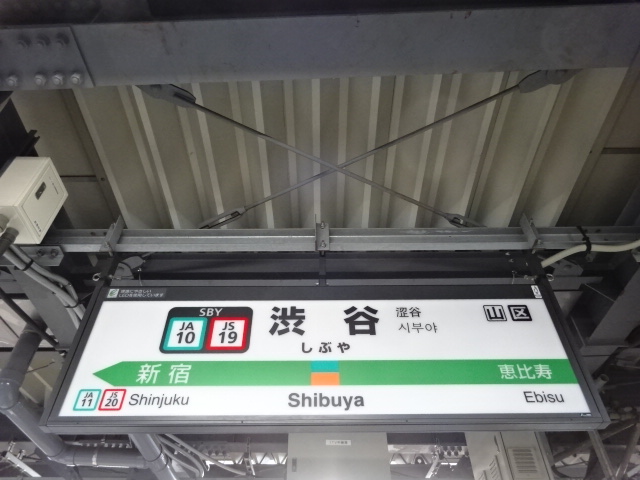 SBY
JA
10
JS
19
渋谷
澀谷
시부야
しぶや
山 区
新宿
恵比寿
JA
11
JS
20
Shinjuku
Shibuya
Ebisu